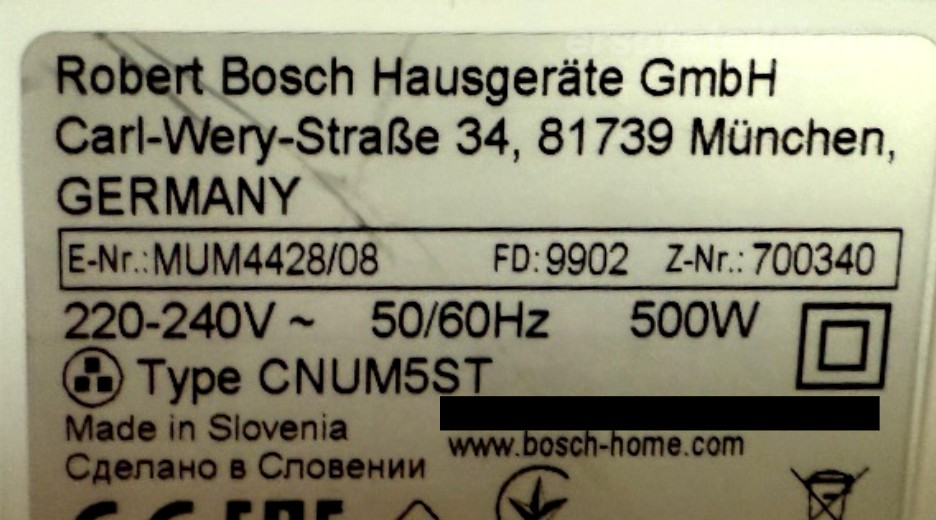 Robert Bosch Hausgeräte GmbH
Carl-Wery-Straße 34, 81739 München,
GERMANY
E-Nr.:MUM4428/08 FD:9902 Z-Nr.:700340
220-240V ~ 50/60Hz 500W
Type CNUM5ST
Made in Slovenia
www.bosch-home.com
Сделано в Словении